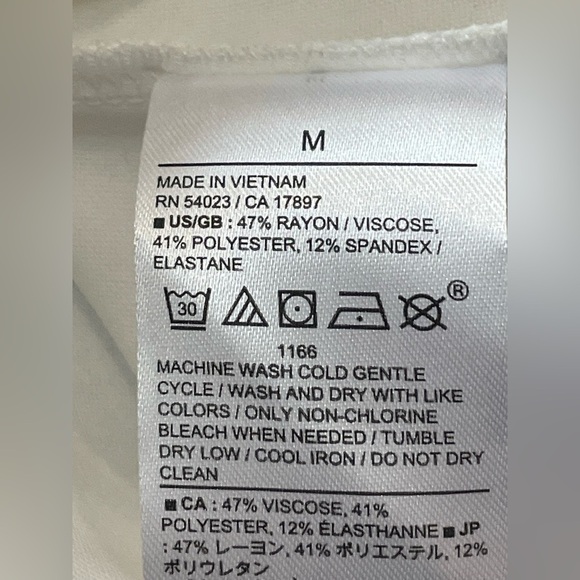 M
MADE IN VIETNAM
RN 54023 / CA 17897
■ US/GB : 47% RAYON / VISCOSE,
41% POLYESTER, 12% SPANDEX /
ELASTANE
30 ®
1166
MACHINE WASH COLD GENTLE
CYCLE / WASH AND DRY WITH LIKE
COLORS / ONLY NON-CHLORINE
BLEACH WHEN NEEDED / TUMBLE
DRY LOW / COOL IRON / DO NOT DRY
CLEAN
■ CA : 47% VISCOSE, 41%
POLYESTER, 12% ÉLASTHANNE ■ JP
: 47% レーヨン, 41% ポリエステル, 12%
ポリウレタン